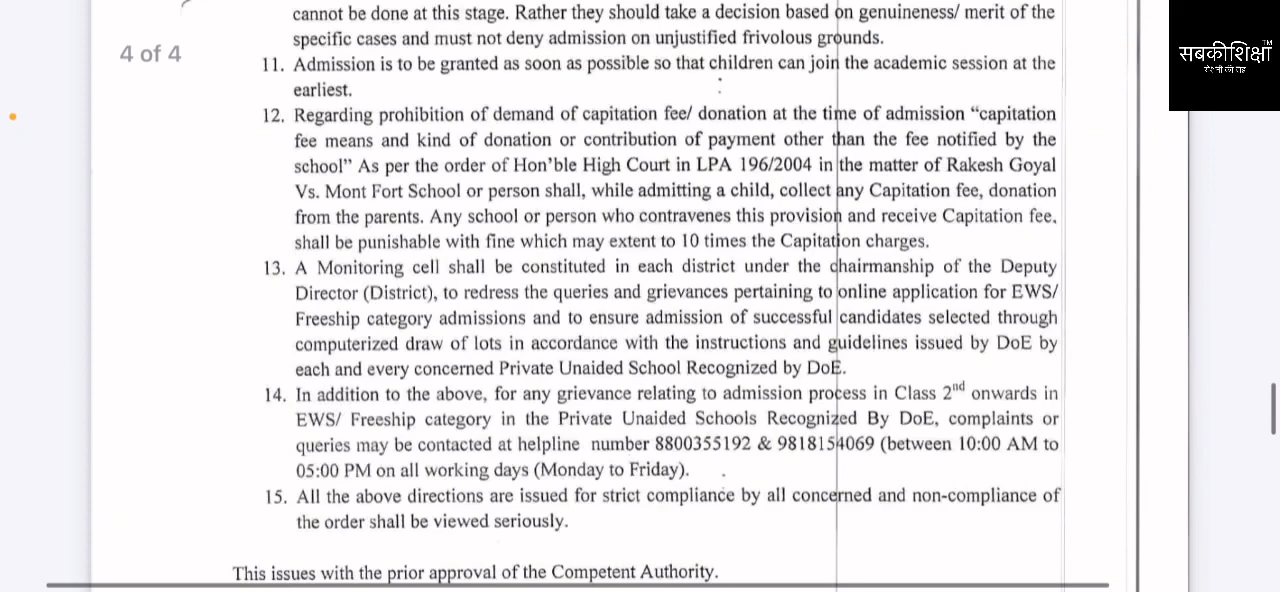 cannot be done at this stage. Rather they should take a decision based on genuineness/ merit of the
specific cases and must not deny admission on unjustified frivolous grounds.
4 of 4
सबकीशिक्षा™
11. Admission is to be granted as soon as possible so that children can join the academic session at the
earliest.
12. Regarding prohibition of demand of capitation fee/ donation at the time of admission “capitation
fee means and kind of donation or contribution of payment other than the fee notified by the
school” As per the order of Hon’ble High Court in LPA 196/2004 in the matter of Rakesh Goyal
Vs. Mont Fort School or person shall, while admitting a child, collect any Capitation fee, donation
from the parents. Any school or person who contravenes this provision and receive Capitation fee,
shall be punishable with fine which may extent to 10 times the Capitation charges.
13. A Monitoring cell shall be constituted in each district under the chairmanship of the Deputy
Director (District), to redress the queries and grievances pertaining to online application for EWS/
Freeship category admissions and to ensure admission of successful candidates selected through
computerized draw of lots in accordance with the instructions and guidelines issued by DoE by
each and every concerned Private Unaided School Recognized by DoE.
14. In addition to the above, for any grievance relating to admission process in Class 2nd onwards in
EWS/ Freeship category in the Private Unaided Schools Recognized By DoE, complaints or
queries may be contacted at helpline number 8800355192 & 9818154069 (between 10:00 AM to
05:00 PM on all working days (Monday to Friday).
15. All the above directions are issued for strict compliance by all concerned and non-compliance of
the order shall be viewed seriously.
This issues with the prior approval of the Competent Authority.